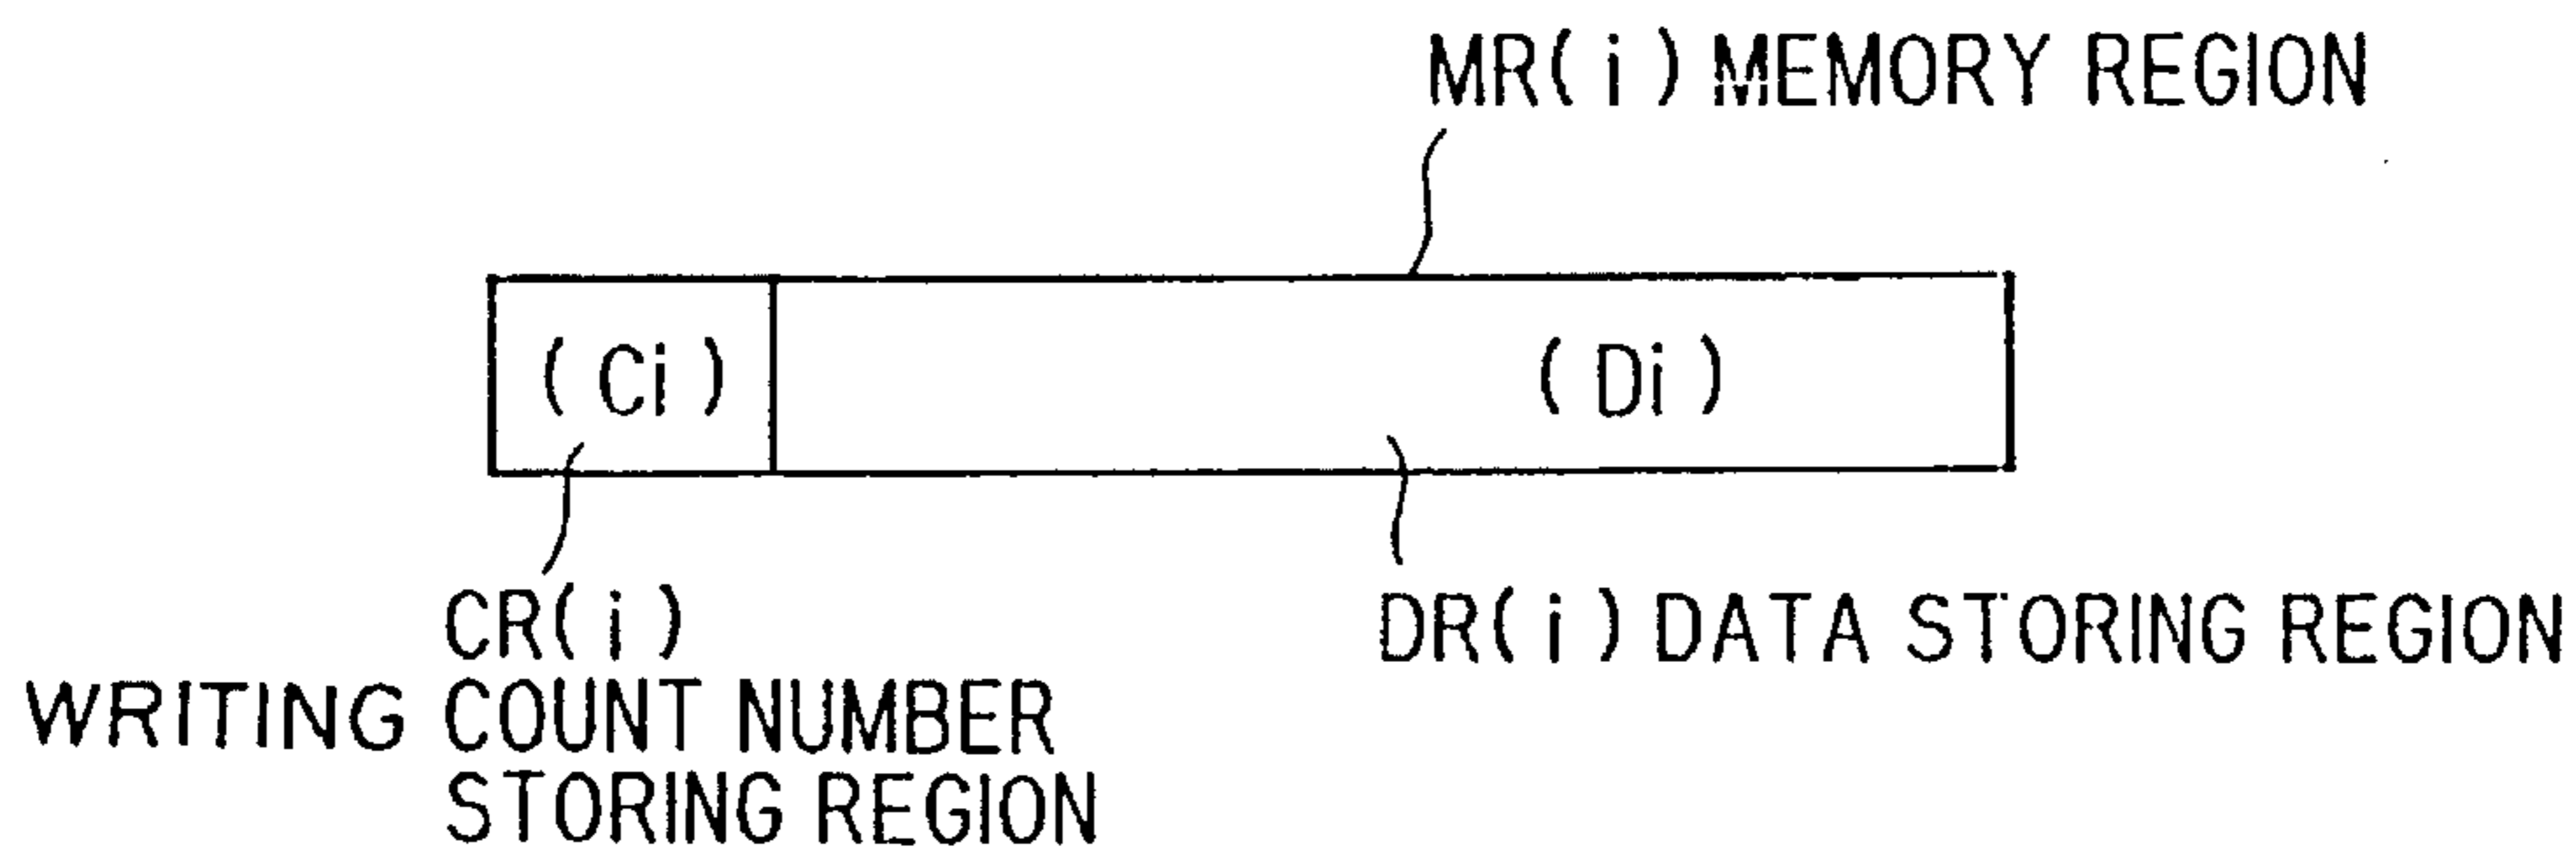 MR(i) MEMORY REGION
(Ci)
(Di)
CR(i)
WRITING COUNT NUMBER
STORING REGION
DR(i) DATA STORING REGION